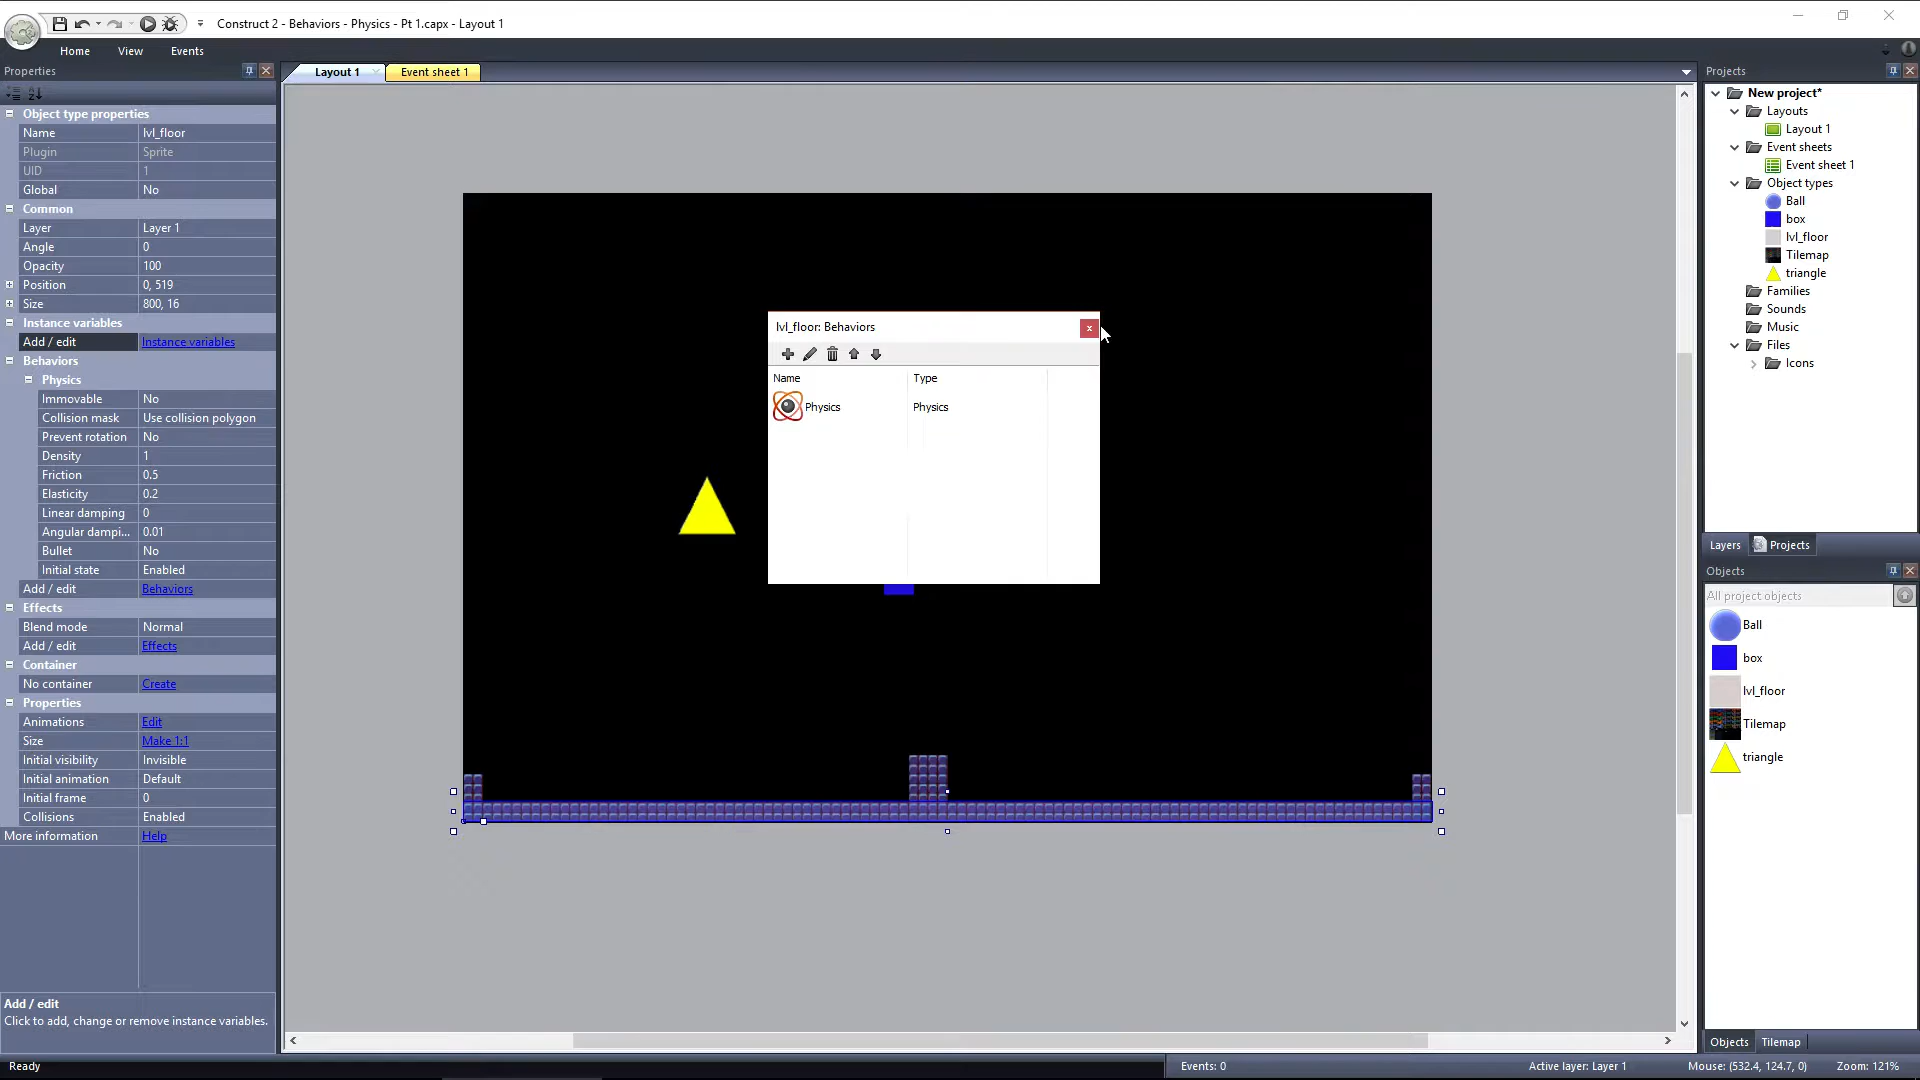 Construct 2 - Behaviors - Physics - Pt 1.capx - Layout 1
Home View Events
Properties
Layout 1
Event sheet 1
Projects
Object type properties
Name lvl_floor
Plugin Sprite
UID 1
Global No
Common
Layer Layer 1
Angle 0
Opacity 100
Position 0, 519
Size 800, 16
Instance variables
Add / edit Instance variables
Behaviors
Physics
Immovable No
Collision mask Use collision polygon
Prevent rotation No
Density 1
Friction 0.5
Elasticity 0.2
Linear damping 0
Angular dampi... 0.01
Bullet No
Initial state Enabled
Add / edit Behaviors
Effects
Blend mode Normal
Add / edit Effects
Container
No container Create
Properties
Animations Edit
Size Make 1:1
Initial visibility Invisible
Initial animation Default
Initial frame 0
Collisions Enabled
More information Help
Add / edit
Click to add, change or remove instance variables.
Ready
lvl_floor: Behaviors
Name Type
Physics Physics
New project*
Layouts
Layout 1
Event sheets
Event sheet 1
Object types
Ball
box
lvl_floor
Tilemap
triangle
Families
Sounds
Music
Files
Icons
Layers Projects
Objects
All project objects
Ball
box
lvl_floor
Tilemap
triangle
Objects Tilemap
Events: 0
Active layer: Layer 1
Mouse: (532.4, 124.7, 0)
Zoom: 121%